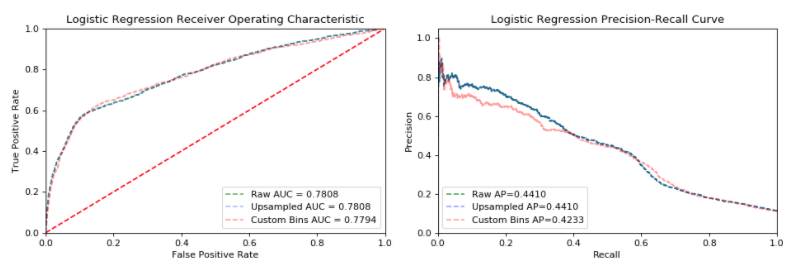 Logistic Regression Receiver Operating Characteristic
1.0
0.8
0.6
0.4
0.2
0.0
True Positive Rate
Raw AUC = 0.7808
Upsampled AUC = 0.7808
Custom Bins AUC = 0.7794
0.0 0.2 0.4 0.6 0.8 1.0
False Positive Rate
Logistic Regression Precision-Recall Curve
1.0
0.8
0.6
0.4
0.2
0.0
Precision
Raw AP=0.4410
Upsampled AP=0.4410
Custom Bins AP=0.4233
0.0 0.2 0.4 0.6 0.8 1.0
Recall